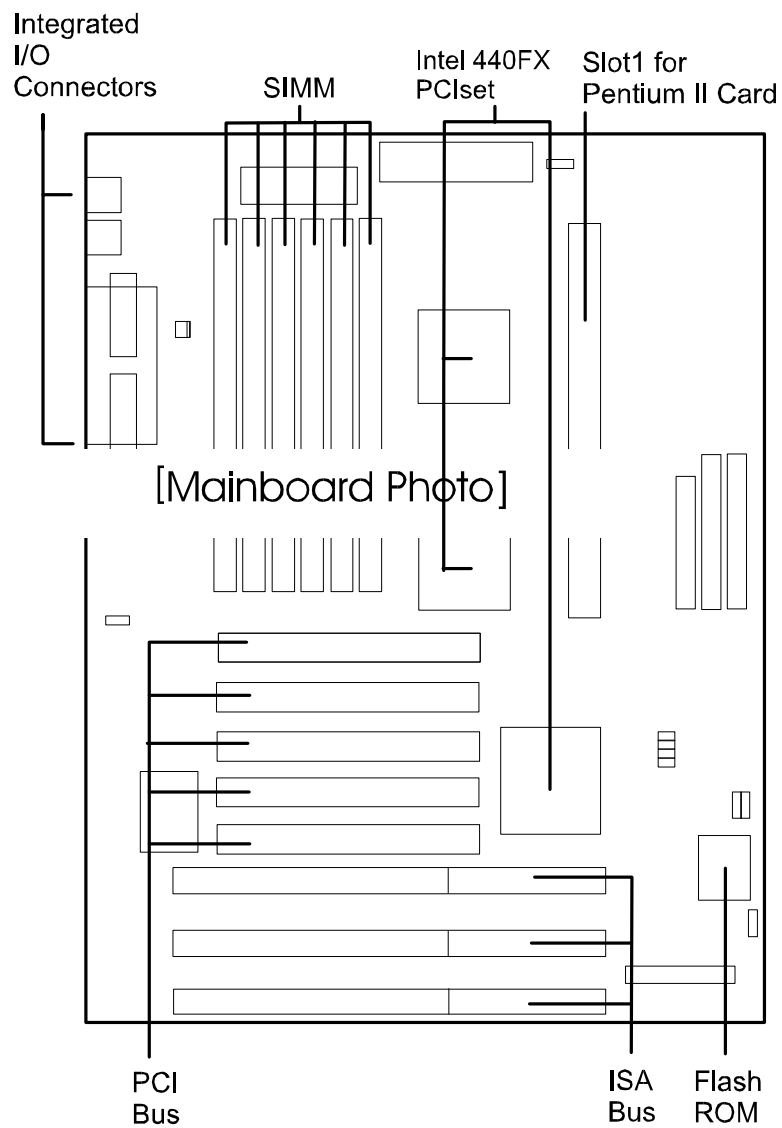 Integrated
I/O
Connectors
SIMM
Intel 440FX
PCIset
Slot1 for
Pentium II Card
[Mainboard Photo]
PCI
Bus
ISA
Bus
Flash
ROM